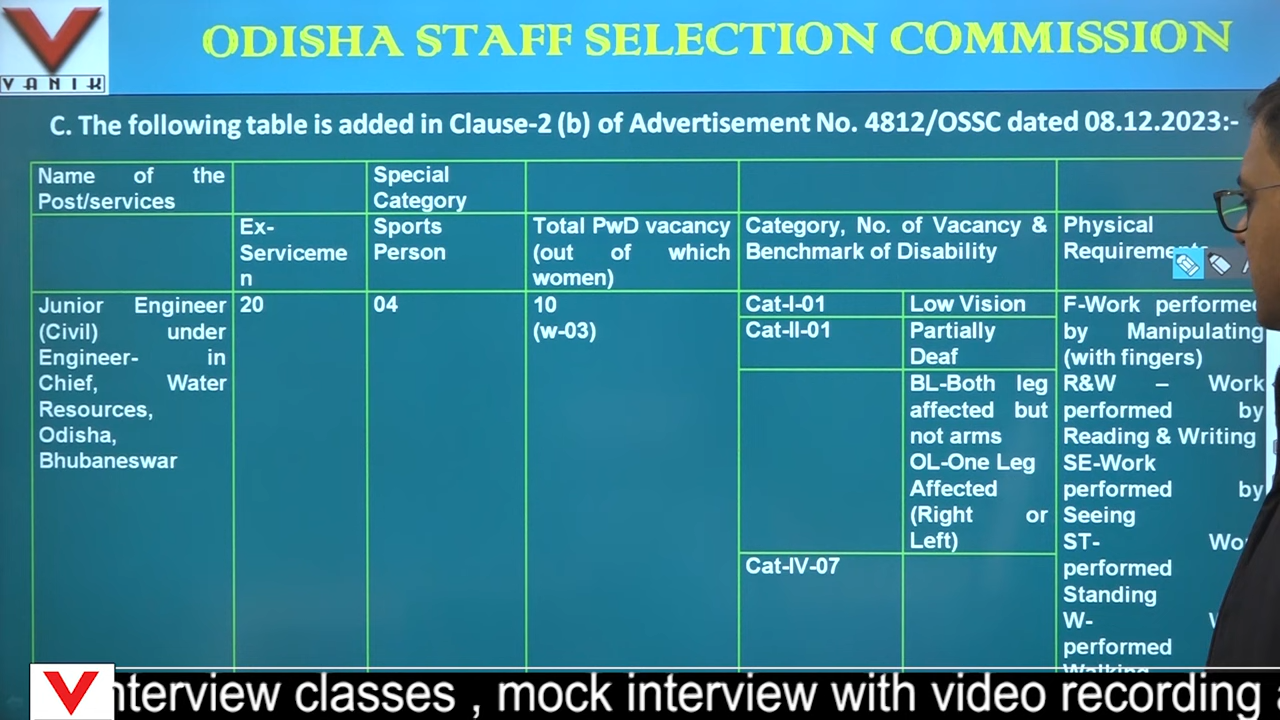 VANIK
ODISHA STAFF SELECTION COMMISSION
C. The following table is added in Clause-2 (b) of Advertisement No. 4812/OSSC dated 08.12.2023:-
Name of the
Post/services
Special
Category
Ex-
Serviceme
n
Sports
Person
Total PwD vacancy
(out of which
women)
Category, No. of Vacancy &
Benchmark of Disability
Physical
Junior Engineer
(Civil) under
Engineer- in
Chief, Water
Resources,
Odisha,
Bhubaneswar
20
04
10
(w-03)
Cat-I-01
Low Vision
Cat-II-01
Partially
Deaf
BL-Both leg
affected but
not arms
OL-One Leg
Affected
(Right or
Left)
Cat-IV-07
F-Work performed
by Manipulating
(with fingers)
R&W – Work
performed by
Reading & Writing
SE-Work
performed by
Seeing
ST-
performed
Standing
W-
performed
Walking
nterview classes , mock interview with video recording